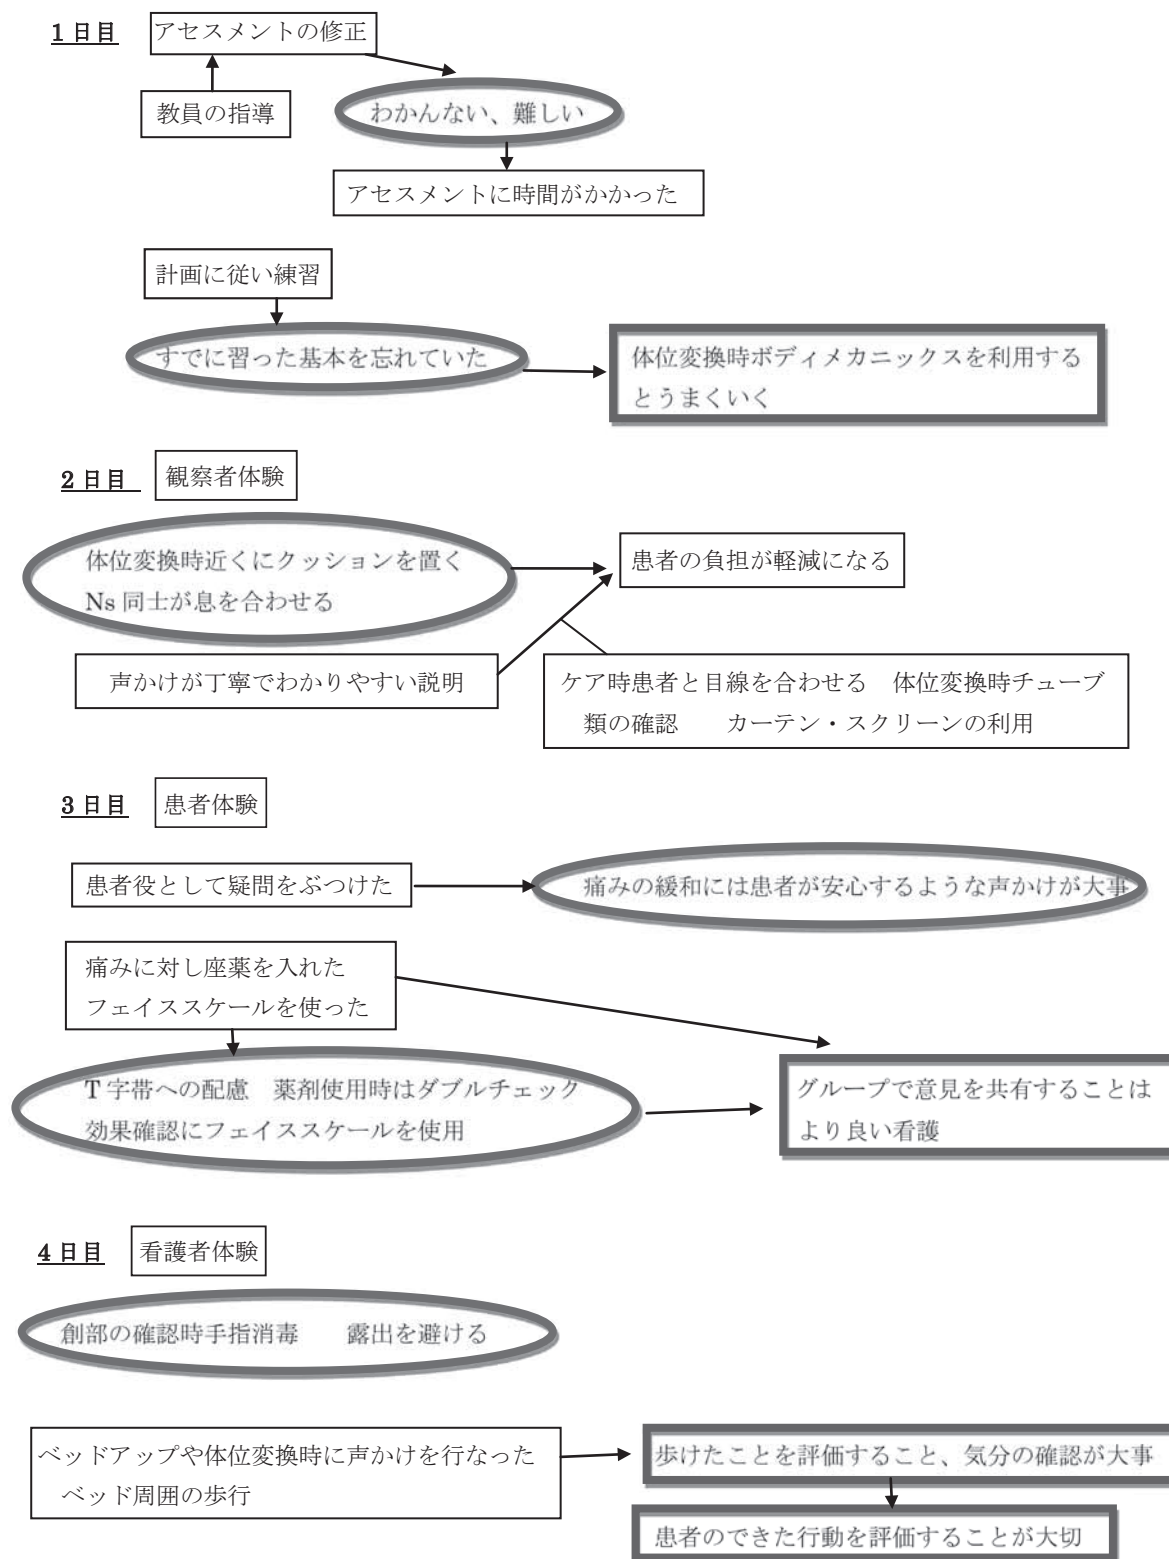 1日目
アセスメントの修正
教員の指導
わかんない、難しい
アセスメントに時間がかかった
計画に従い練習
すでに習った基本を忘れていた
体位変換時ボディメカニックスを利用する
とうまくいく
2日目
観察者体験
体位変換時近くにクッションを置く
Ns 同士が息を合わせる
患者の負担が軽減になる
声かけが丁寧でわかりやすい説明
ケア時患者と目線を合わせる　体位変換時チューブ
類の確認　　カーテン・スクリーンの利用
3日目
患者体験
患者役として疑問をぶつけた
痛みの緩和には患者が安心するような声かけが大事
痛みに対し座薬を入れた
フェイススケールを使った
T 字帯への配慮　薬剤使用時はダブルチェック
効果確認にフェイススケールを使用
グループで意見を共有することは
より良い看護
4日目
看護者体験
創部の確認時手指消毒　　露出を避ける
ベッドアップや体位変換時に声かけを行なった
ベッド周囲の歩行
歩けたことを評価すること、気分の確認が大事
患者のできた行動を評価することが大切